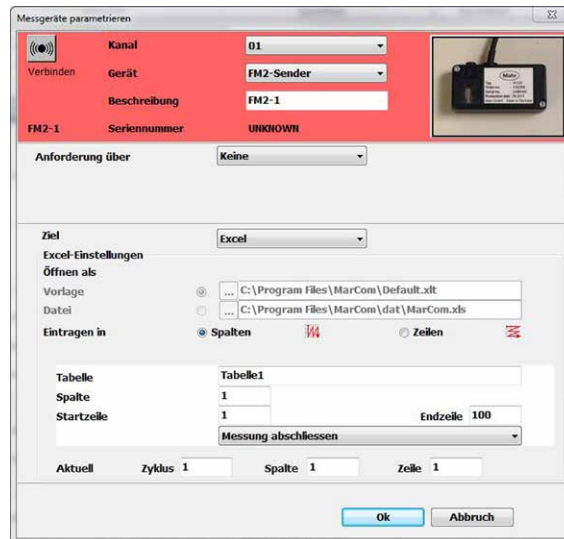 Messgeräte parametrieren
Kanal 01
Verbinden Gerät FM2-Sender
Beschreibung FM2-1
FM2-1 Seriennummer UNKNOWN
Mahr
Anforderung über Keine
Ziel Excel
Excel-Einstellungen
Öffnen als
Vorlage ... C:\Program Files\MarCom\Default.xlt
Datei ... C:\Program Files\MarCom\dat\MarCom.xls
Eintragen in Spalten Zeilen
Tabelle Tabelle1
Spalte 1
Startzeile 1 Endzeile 100
Messung abschliessen
Aktuell Zyklus 1 Spalte 1 Zeile 1
Ok Abbruch